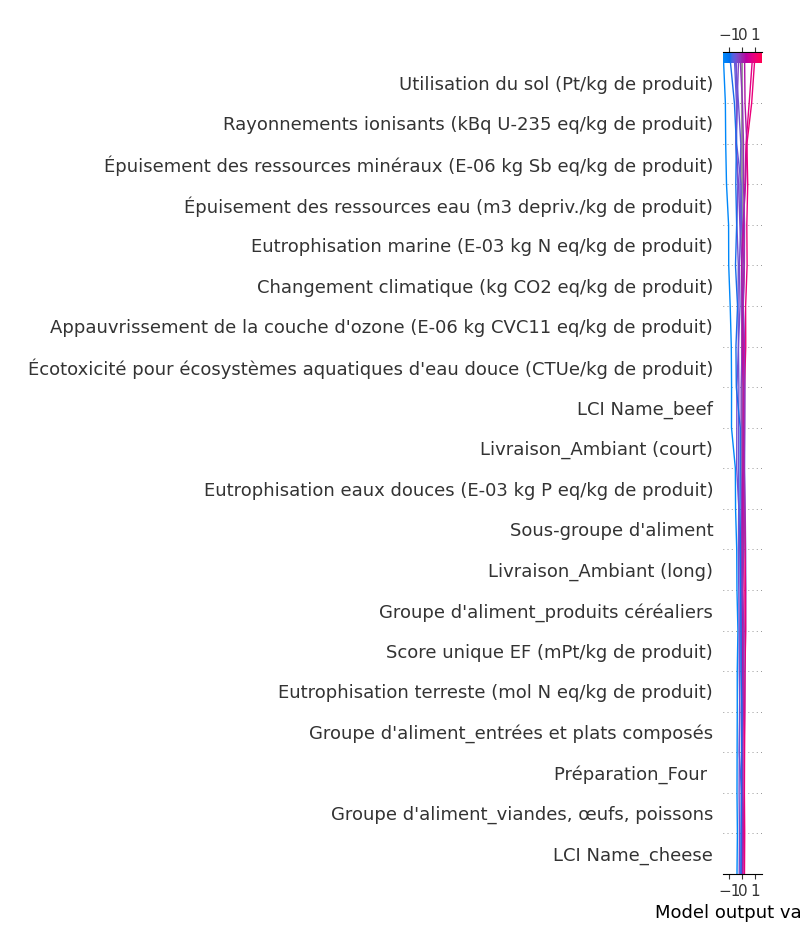 −1 0 1
Utilisation du sol (Pt/kg de produit)
Rayonnements ionisants (kBq U-235 eq/kg de produit)
Épuisement des ressources minéraux (E-06 kg Sb eq/kg de produit)
Épuisement des ressources eau (m3 depriv./kg de produit)
Eutrophisation marine (E-03 kg N eq/kg de produit)
Changement climatique (kg CO2 eq/kg de produit)
Appauvrissement de la couche d'ozone (E-06 kg CVC11 eq/kg de produit)
Écotoxicité pour écosystèmes aquatiques d'eau douce (CTUe/kg de produit)
LCI Name_beef
Livraison_Ambiant (court)
Eutrophisation eaux douces (E-03 kg P eq/kg de produit)
Sous-groupe d'aliment
Livraison_Ambiant (long)
Groupe d'aliment_produits céréaliers
Score unique EF (mPt/kg de produit)
Eutrophisation terreste (mol N eq/kg de produit)
Groupe d'aliment_entrées et plats composés
Préparation_Four
Groupe d'aliment_viandes, œufs, poissons
LCI Name_cheese
−1 0 1
Model output va